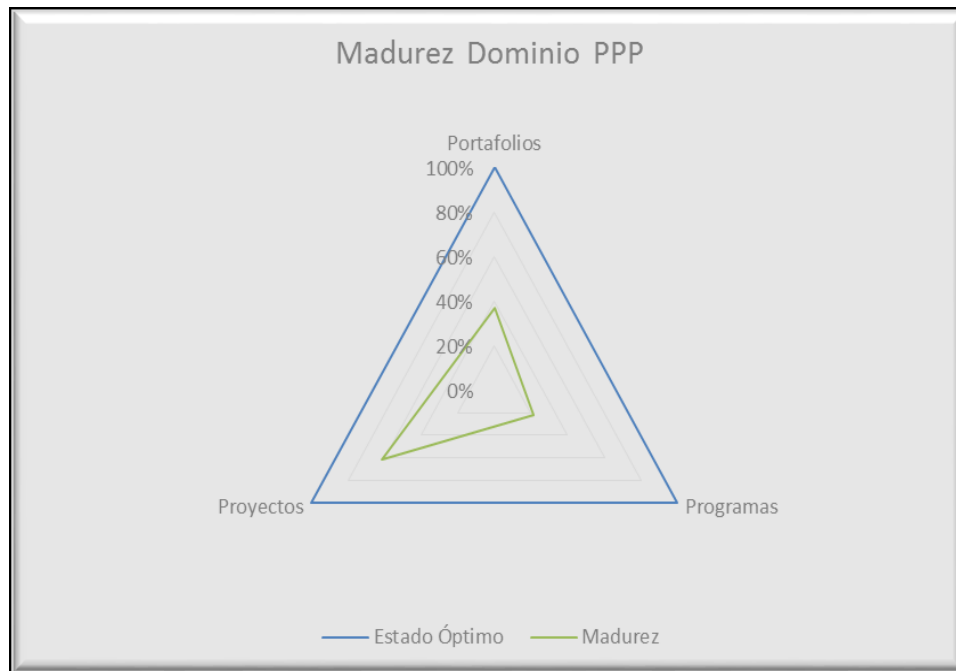 Madurez Dominio PPP
Portafolios
100%
80%
60%
40%
20%
0%
Proyectos
Programas
Estado Óptimo
Madurez